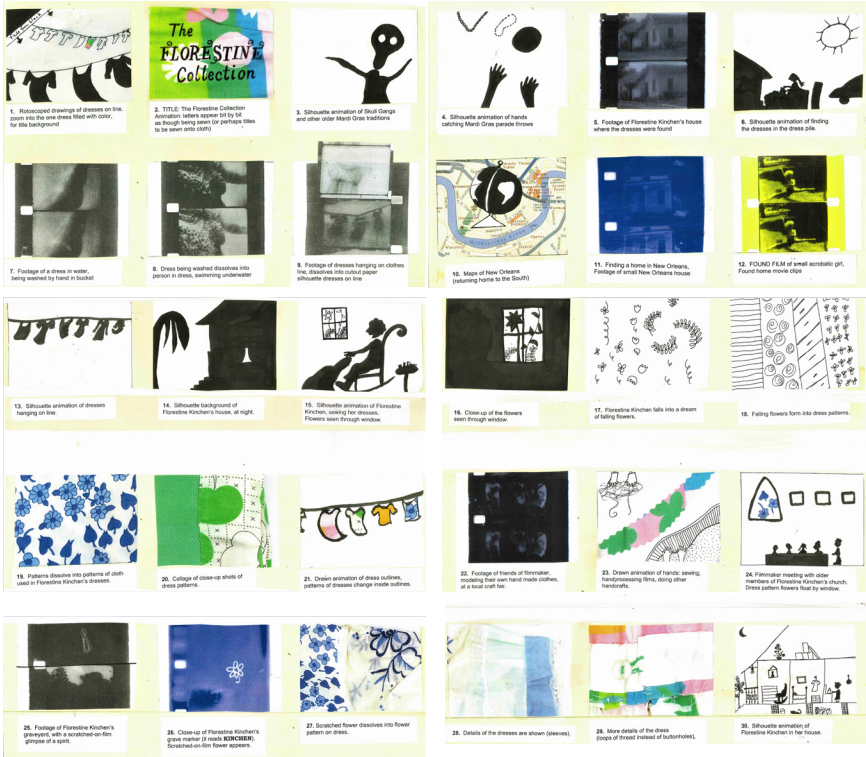 1. Rotoscoped drawings of dresses on line.
zoom into the one dress filled with color,
for title background
The
FLORESTINE
Collection
2. TITLE: The Florestine Collection
Animation: letters appear bit by bit
as though being sewn (or perhaps titles
to be sewn onto cloth)
3. Silhouette animation of Skull Gangs
and other older Mardi Gras traditions
4. Silhouette animation of hands
catching Mardi Gras parade throws
5. Footage of Florestine Kinchen's house
where the dresses were found
6. Silhouette animation of finding
the dresses in the dress pile.
7. Footage of a dress in water,
being washed by hand in bucket
8. Dress being washed dissolves into
person in dress, swimming underwater
9. Footage of dresses hanging on clothes
line, dissolves into cutout paper
silhouette dresses on line
10. Maps of New Orleans
(returning home to the South)
11. Finding a home in New Orleans,
Footage of small New Orleans house
12. FOUND FILM of small acrobatic girl,
Found home movie clips
13. Silhouette animation of dresses
hanging on line.
14. Silhouette background of
Florestine Kinchen's house, at night.
15. Silhouette animation of Florestine
Kinchen, sewing her dresses.
Flowers seen through window.
16. Close-up of the flowers
seen through window.
17. Florestine Kinchen falls into a dream
of falling flowers.
18. Falling flowers form into dress patterns.
19. Patterns dissolve into patterns of cloth
used in Florestine Kinchen's dresses.
20. Collage of close-up shots of
dress patterns.
21. Drawn animation of dress outlines,
patterns of dresses change inside outlines.
22. Footage of friends of filmmaker,
modeling their own hand made clothes,
at a local craft fair.
23. Drawn animation of hands: sewing,
handprocessing films, doing other
handcrafts.
24. Filmmaker meeting with older
members of Florestine Kinchen's church.
Dress pattern flowers float by window.
25. Footage of Florestine Kinchen's
graveyard, with a scratched-on-film
glimpse of a spirit.
26. Close-up of Florestine Kinchen's
grave marker (it reads KINCHEN).
Scratched-on-film flower appears.
27. Scratched flower dissolves into flower
pattern on dress.
28. Details of the dresses are shown (sleeves).
29. More details of the dress
(loops of thread instead of buttonholes),
30. Silhouette animation of
Florestine Kinchen in her house.